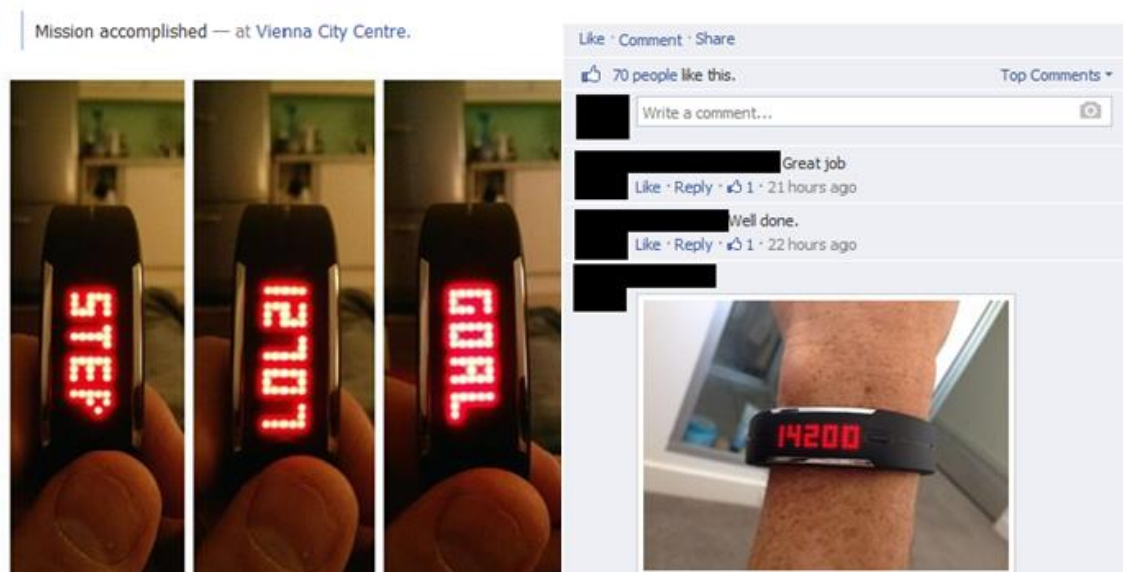 Mission accomplished — at Vienna City Centre.
STEP
12707
GOAL
Like · Comment · Share
70 people like this.
Top Comments
Write a comment...
Great job
Like · Reply · 1 · 21 hours ago
Well done.
Like · Reply · 1 · 22 hours ago
14200